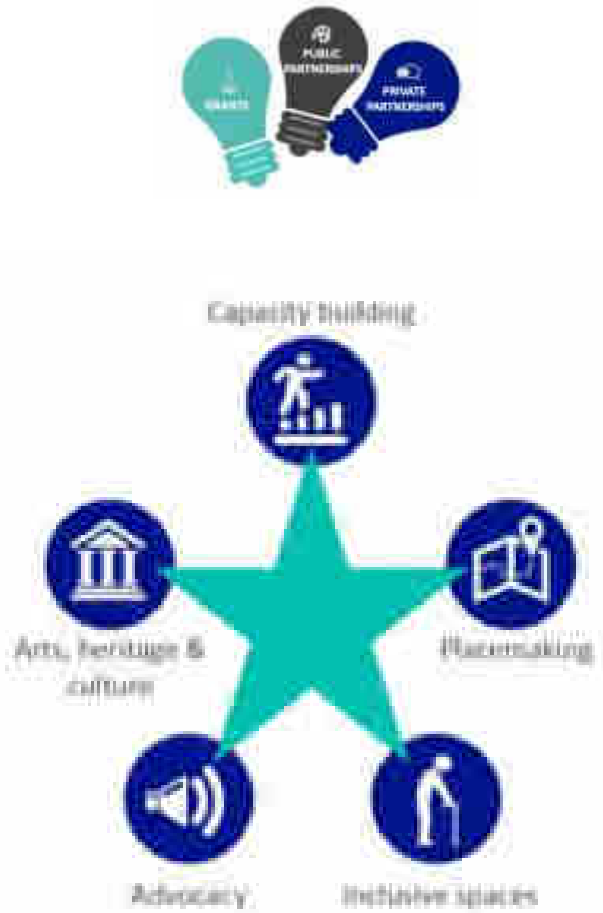 GRANTS
PUBLIC
PARTNERSHIPS
PRIVATE
PARTNERSHIPS
Capacity building
Arts, heritage &
culture
Placemaking
Advocacy
Inclusive spaces